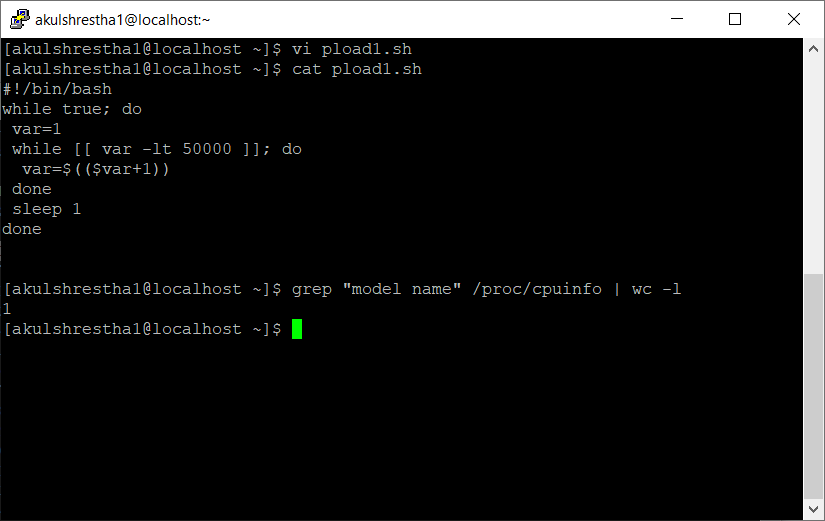 akulshrestha1@localhost:~
[akulshrestha1@localhost ~]$ vi pload1.sh
[akulshrestha1@localhost ~]$ cat pload1.sh
#!/bin/bash
while true; do
 var=1
 while [[ var -lt 50000 ]]; do
  var=$(($var+1))
 done
 sleep 1
done
[akulshrestha1@localhost ~]$ grep "model name" /proc/cpuinfo | wc -l
1
[akulshrestha1@localhost ~]$